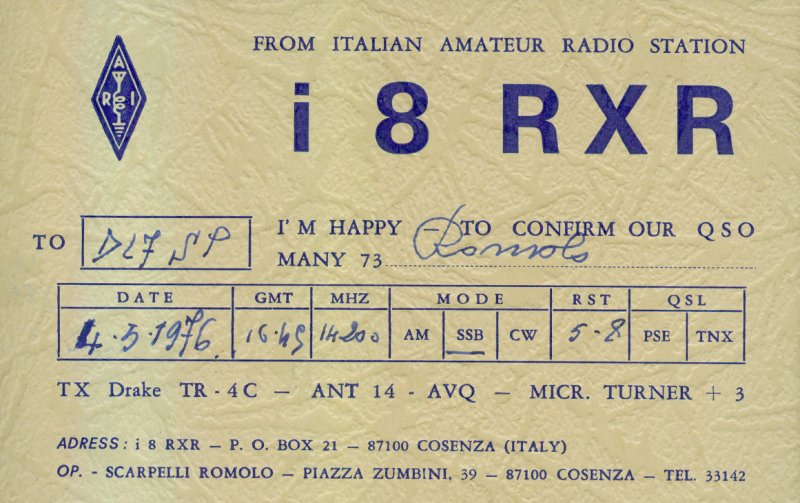 A
R I
FROM ITALIAN AMATEUR RADIO STATION
i 8 RXR
TO DL7 SP
I'M HAPPY — TO CONFIRM OUR QSO
MANY 73 Romolo
DATE GMT MHZ MODE RST QSL
4.5.1976 16.45 14200 AM SSB CW 5-8 PSE TNX
TX Drake TR - 4C — ANT 14 - AVQ — MICR. TURNER + 3
ADRESS : i 8 RXR — P. O. BOX 21 — 87100 COSENZA (ITALY)
OP. - SCARPELLI ROMOLO — PIAZZA ZUMBINI, 39 — 87100 COSENZA — TEL. 33142